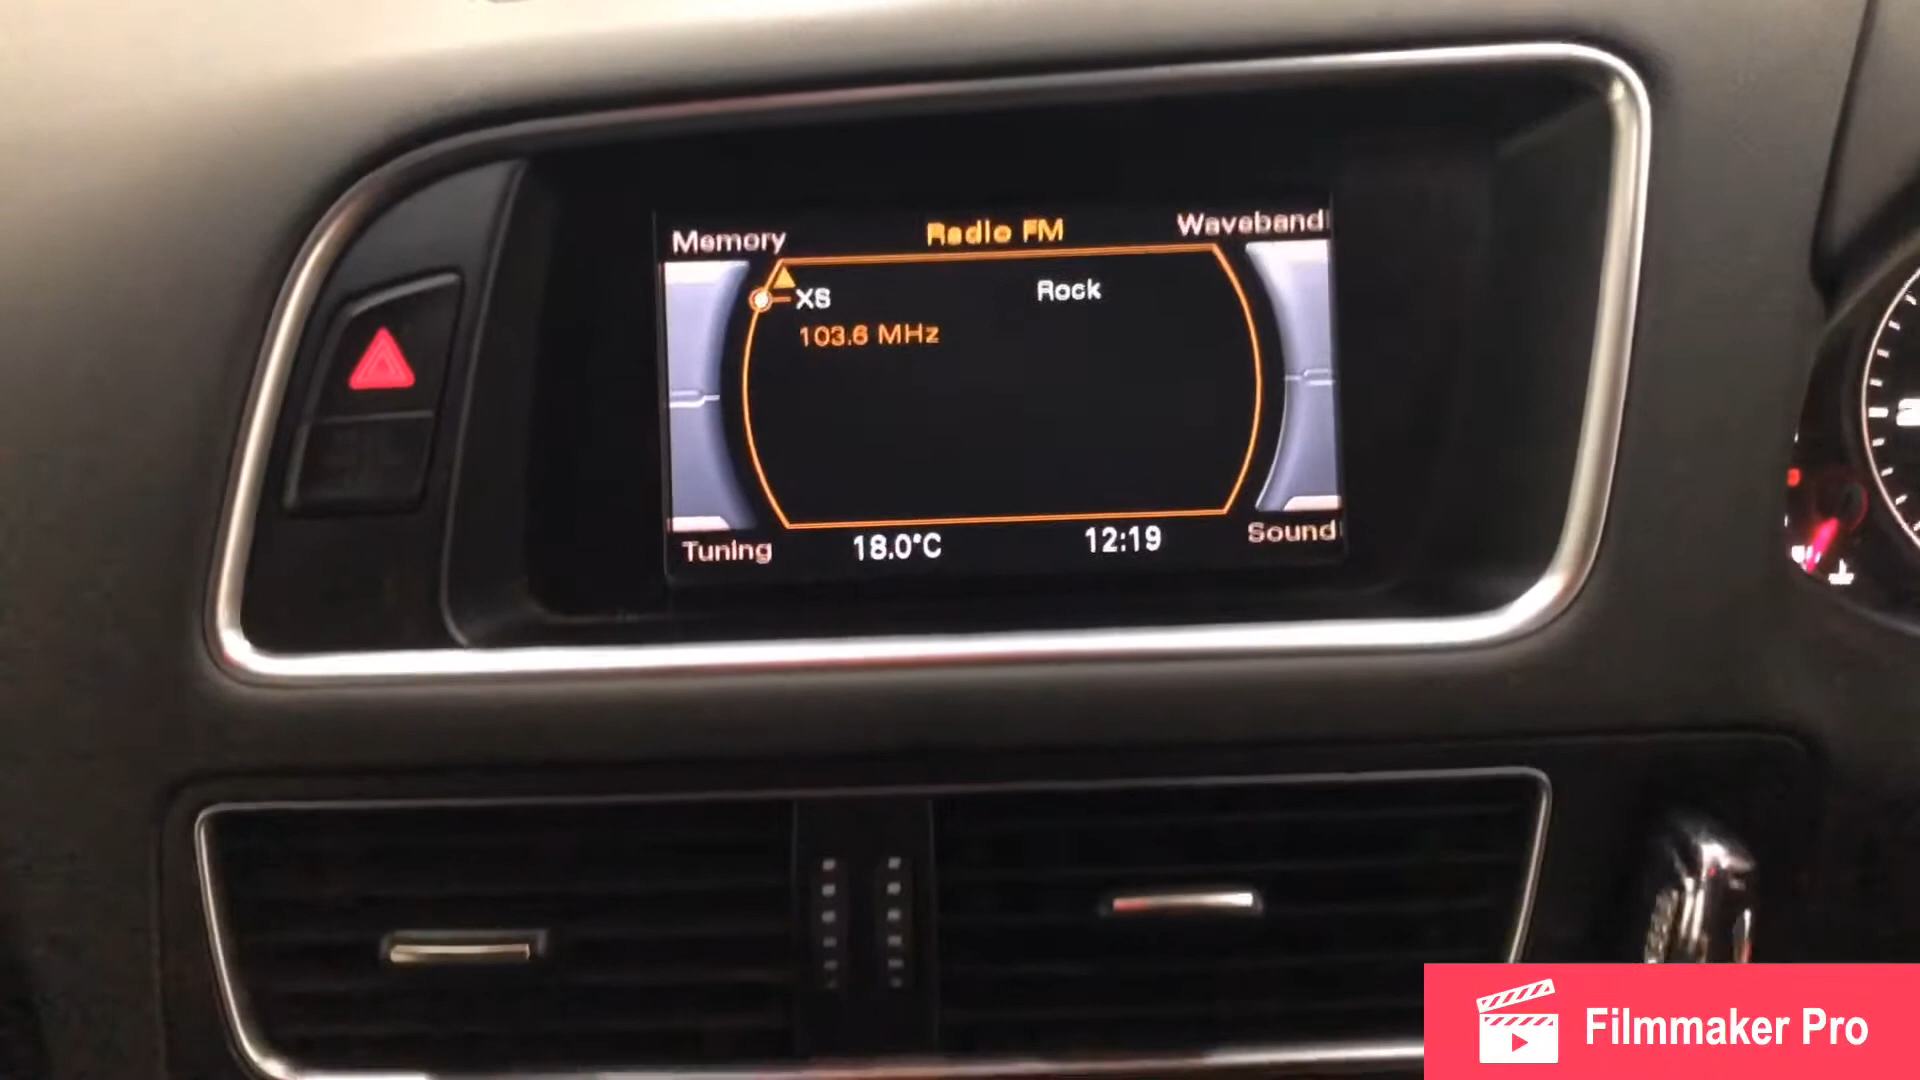 Memory
Radio FM
Waveband
XS
Rock
103.6 MHz
Tuning
18.0°C
12:19
Sound
Filmmaker Pro